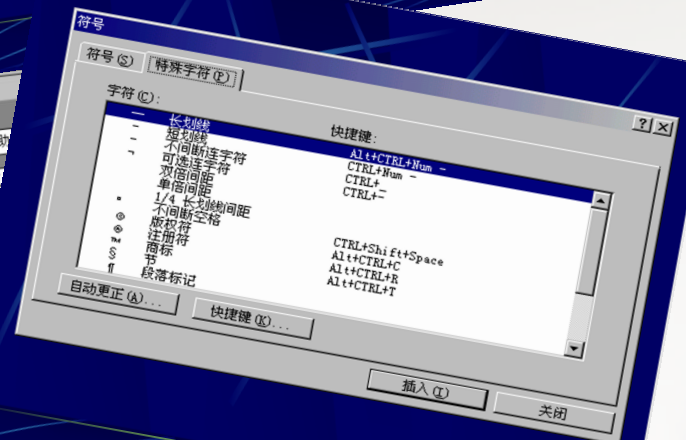 符号
符号(S)
特殊字符(P)
字符(C):
快捷键:
— 长划线 Alt+CTRL+Num -
– 短划线 CTRL+Num -
- 不间断连字符 CTRL+_
¬ 可选连字符 CTRL+-
双倍间距
单倍间距
1/4 长划线间距
° 不间断空格 CTRL+Shift+Space
© 版权符 Alt+CTRL+C
® 注册符 Alt+CTRL+R
™ 商标 Alt+CTRL+T
§ 节
¶ 段落标记
自动更正(A)...
快捷键(K)...
插入(I)
关闭